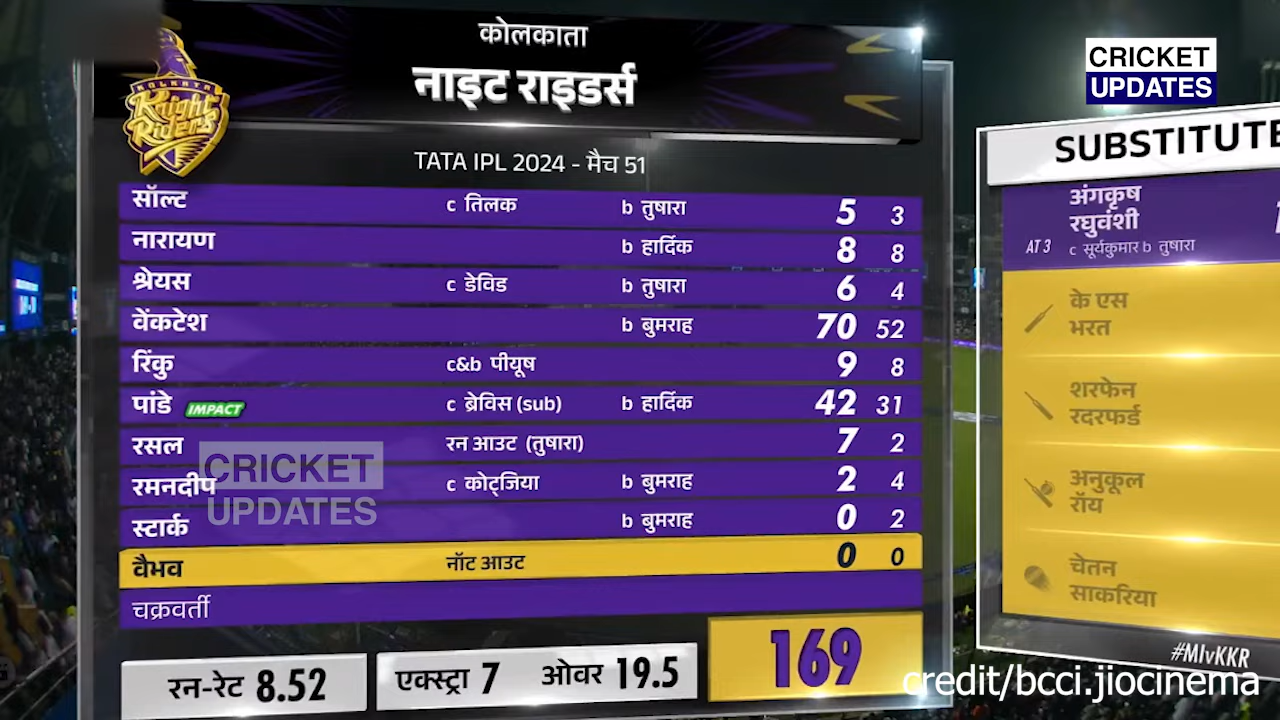 कोलकाता
नाइट राइडर्स
KOLKATA
Knight
Riders
TATA IPL 2024 - मैच 51
सॉल्ट c तिलक b तुषारा 5 3
नारायण b हार्दिक 8 8
श्रेयस c डेविड b तुषारा 6 4
वेंकटेश b बुमराह 70 52
रिंकु c&b पीयूष 9 8
पांडे IMPACT c ब्रेविस (sub) b हार्दिक 42 31
रसल रन आउट (तुषारा) 7 2
रमनदीप c कोट्जिया b बुमराह 2 4
स्टार्क b बुमराह 0 2
वैभव नॉट आउट 0 0
चक्रवर्ती
रन-रेट 8.52 एक्स्ट्रा 7 ओवर 19.5 169
CRICKET
UPDATES
CRICKET
UPDATES
SUBSTITUTE
अंगकृष
रघुवंशी
AT 3 c सूर्यकुमार b तुषारा
के एस
भरत
शरफेन
रदरफर्ड
अनुकूल
रॉय
चेतन
साकरिया
#MIvKKR
credit/bcci.jiocinema